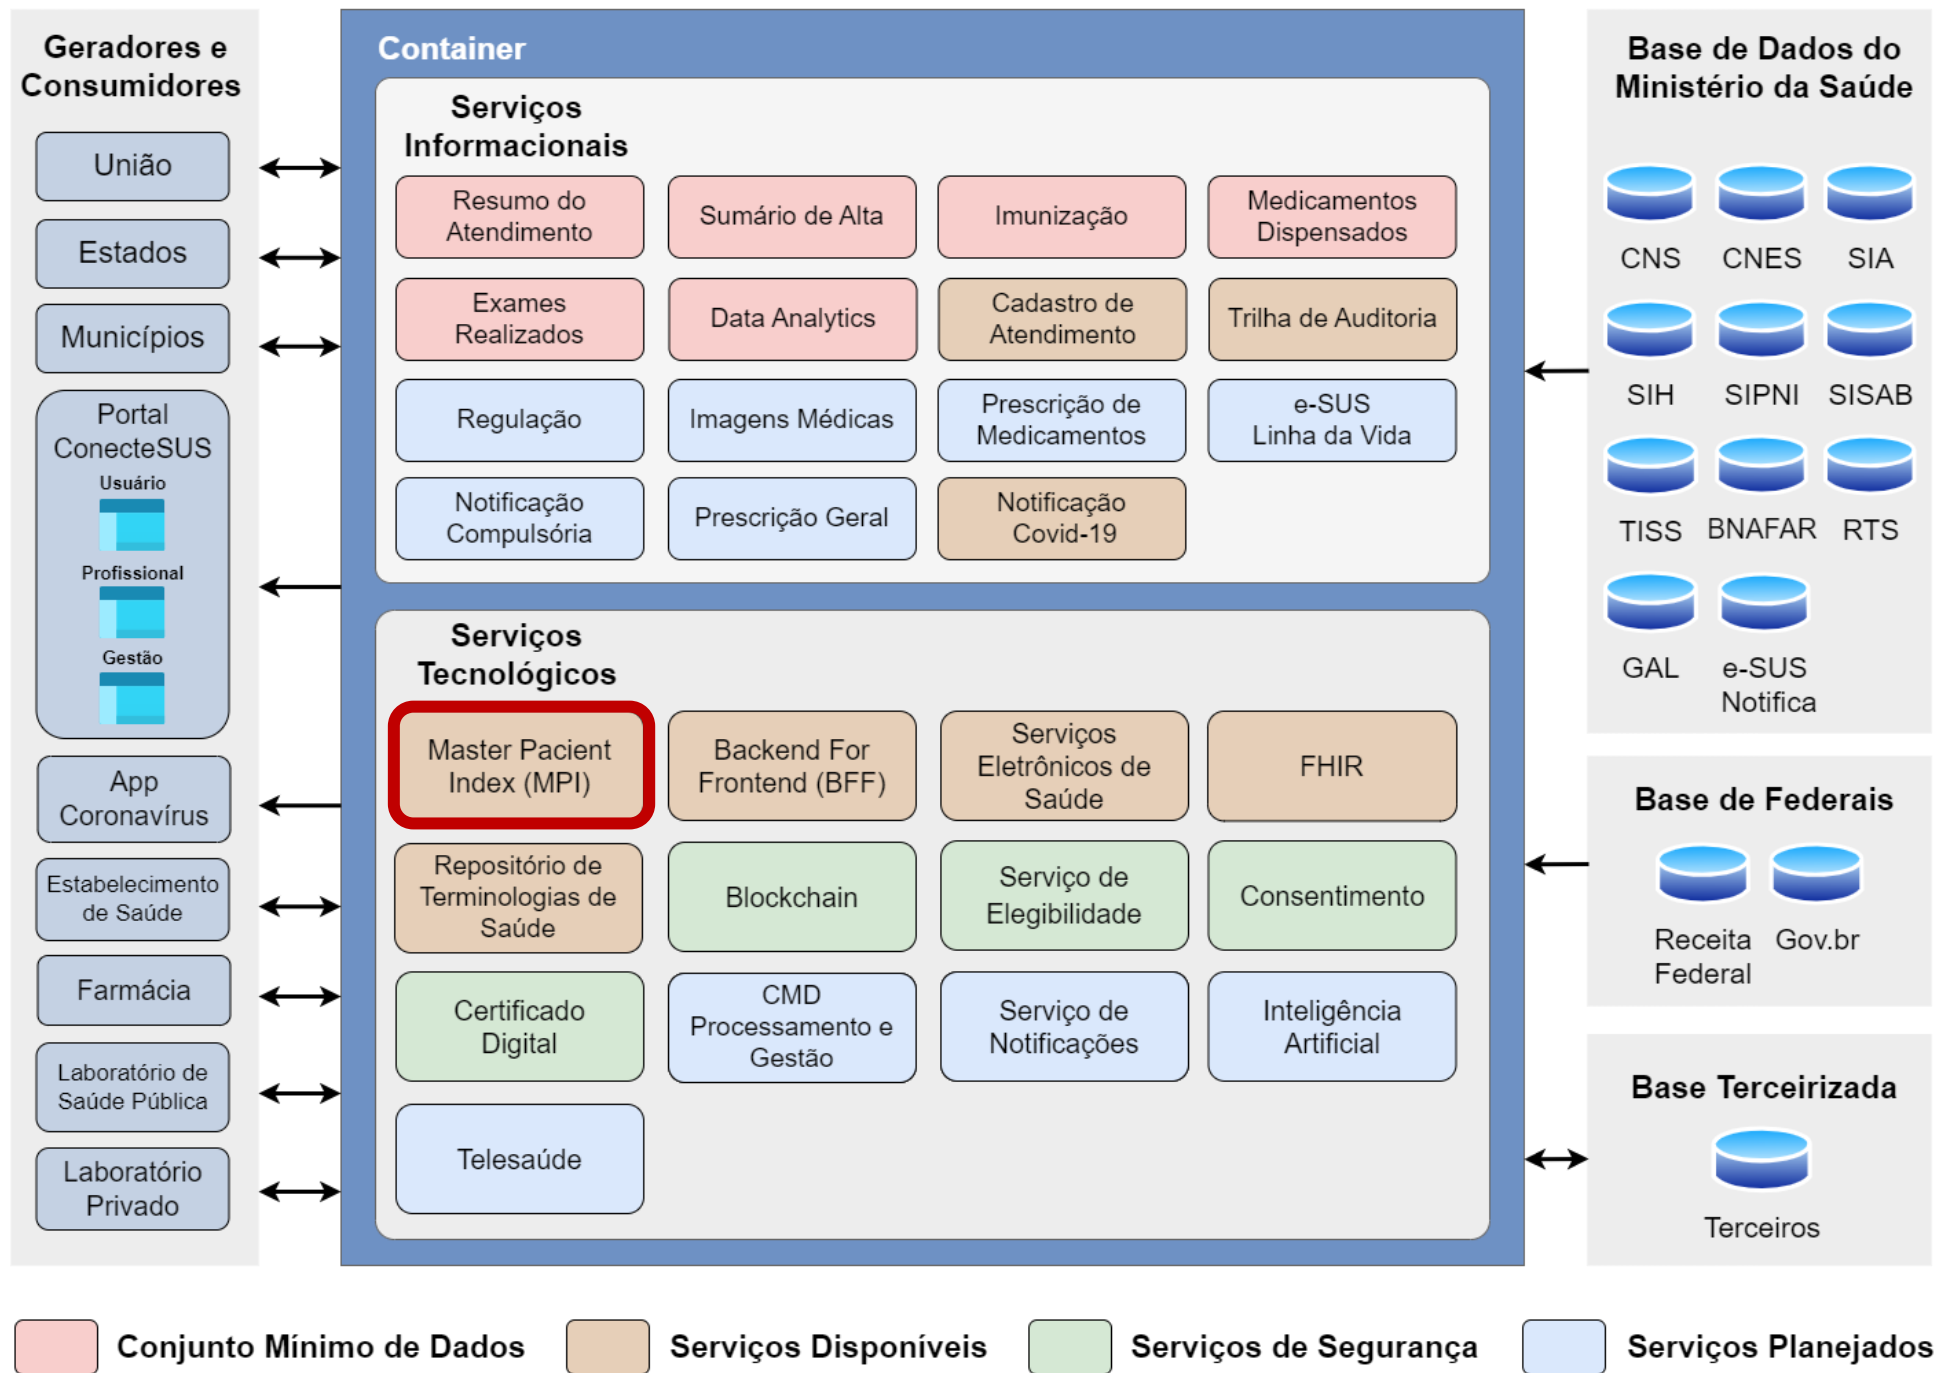 Geradores e
Consumidores
União
Estados
Municípios
Portal
ConecteSUS
Usuário
Profissional
Gestão
App
Coronavírus
Estabelecimento
de Saúde
Farmácia
Laboratório de
Saúde Pública
Laboratório
Privado
Container
Serviços
Informacionais
Resumo do
Atendimento
Sumário de Alta
Imunização
Medicamentos
Dispensados
Exames
Realizados
Data Analytics
Cadastro de
Atendimento
Trilha de Auditoria
Regulação
Imagens Médicas
Prescrição de
Medicamentos
e-SUS
Linha da Vida
Notificação
Compulsória
Prescrição Geral
Notificação
Covid-19
Serviços
Tecnológicos
Master Pacient
Index (MPI)
Backend For
Frontend (BFF)
Serviços
Eletrônicos de
Saúde
FHIR
Repositório de
Terminologias de
Saúde
Blockchain
Serviço de
Elegibilidade
Consentimento
Certificado
Digital
CMD
Processamento e
Gestão
Serviço de
Notificações
Inteligência
Artificial
Telesaúde
Base de Dados do
Ministério da Saúde
CNS
CNES
SIA
SIH
SIPNI
SISAB
TISS
BNAFAR
RTS
GAL
e-SUS
Notifica
Base de Federais
Receita
Federal
Gov.br
Base Terceirizada
Terceiros
Conjunto Mínimo de Dados
Serviços Disponíveis
Serviços de Segurança
Serviços Planejados